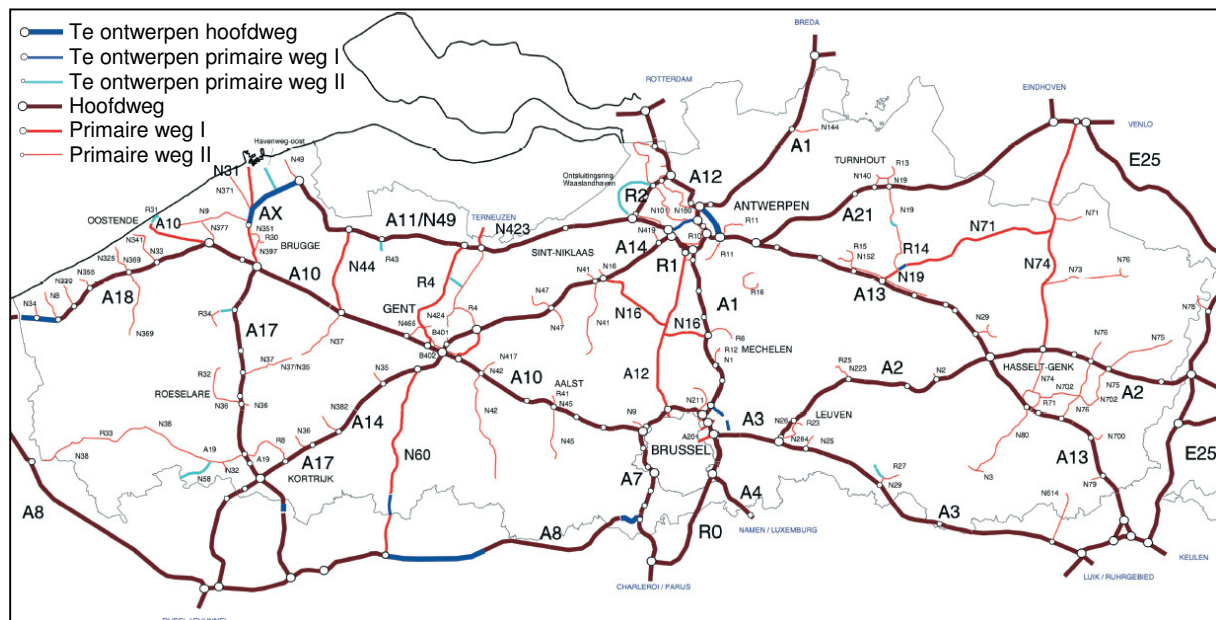 Te ontwerpen hoofdweg
Te ontwerpen primaire weg I
Te ontwerpen primaire weg II
Hoofdweg
Primaire weg I
Primaire weg II
BREDA
ROTTERDAM
EINDHOVEN
VENLO
E25
N144
A1
Havenweg-oost
N49
N31
N371
AX
N351
R30
N397
BRUGGE
R31
A10
OOSTENDE
N9
N377
N341
N325
N369
N33
N355
N330
N8
N34
A18
N369
A10
A11/N49
N44
R43
TERNEUZEN
N423
R4
R4
GENT
N424
N466
B401
B402
N417
N42
Ontsluitingsring
Waaslandhaven
R2
A12
N101
N180
N419
R10
A14
R1
ANTWERPEN
R11
R11
SINT-NIKLAAS
N41
N16
N47
N47
N41
N16
N16
A12
A1
R16
R6
MECHELEN
R12
N1
TURNHOUT
R13
N140
N19
A21
N19
R14
N19
N71
N71
N74
N73
N76
N78
R15
N152
A13
N29
R34
A17
N37
N37/N35
R32
ROESELARE
N36
N36
N35
N382
A14
N36
R8
A17
KORTRIJK
A19
A19
N32
N58
N38
R33
N38
A8
N60
A10
AALST
R41
N45
N45
N42
N9
N211
A201
BRUSSEL
A3
A7
R0
A4
NAMEN / LUXEMBURG
A8
CHARLEROI / PARIJS
R25
N223
A2
N2
LEUVEN
N26
R23
N264
N25
R27
N29
A3
N614
HASSELT-GENK
N74
N702
R71
N76
N702
N75
N76
N75
A2
N80
N3
N700
A13
N79
E25
KEULEN
LUIK / RUHRGEBIED